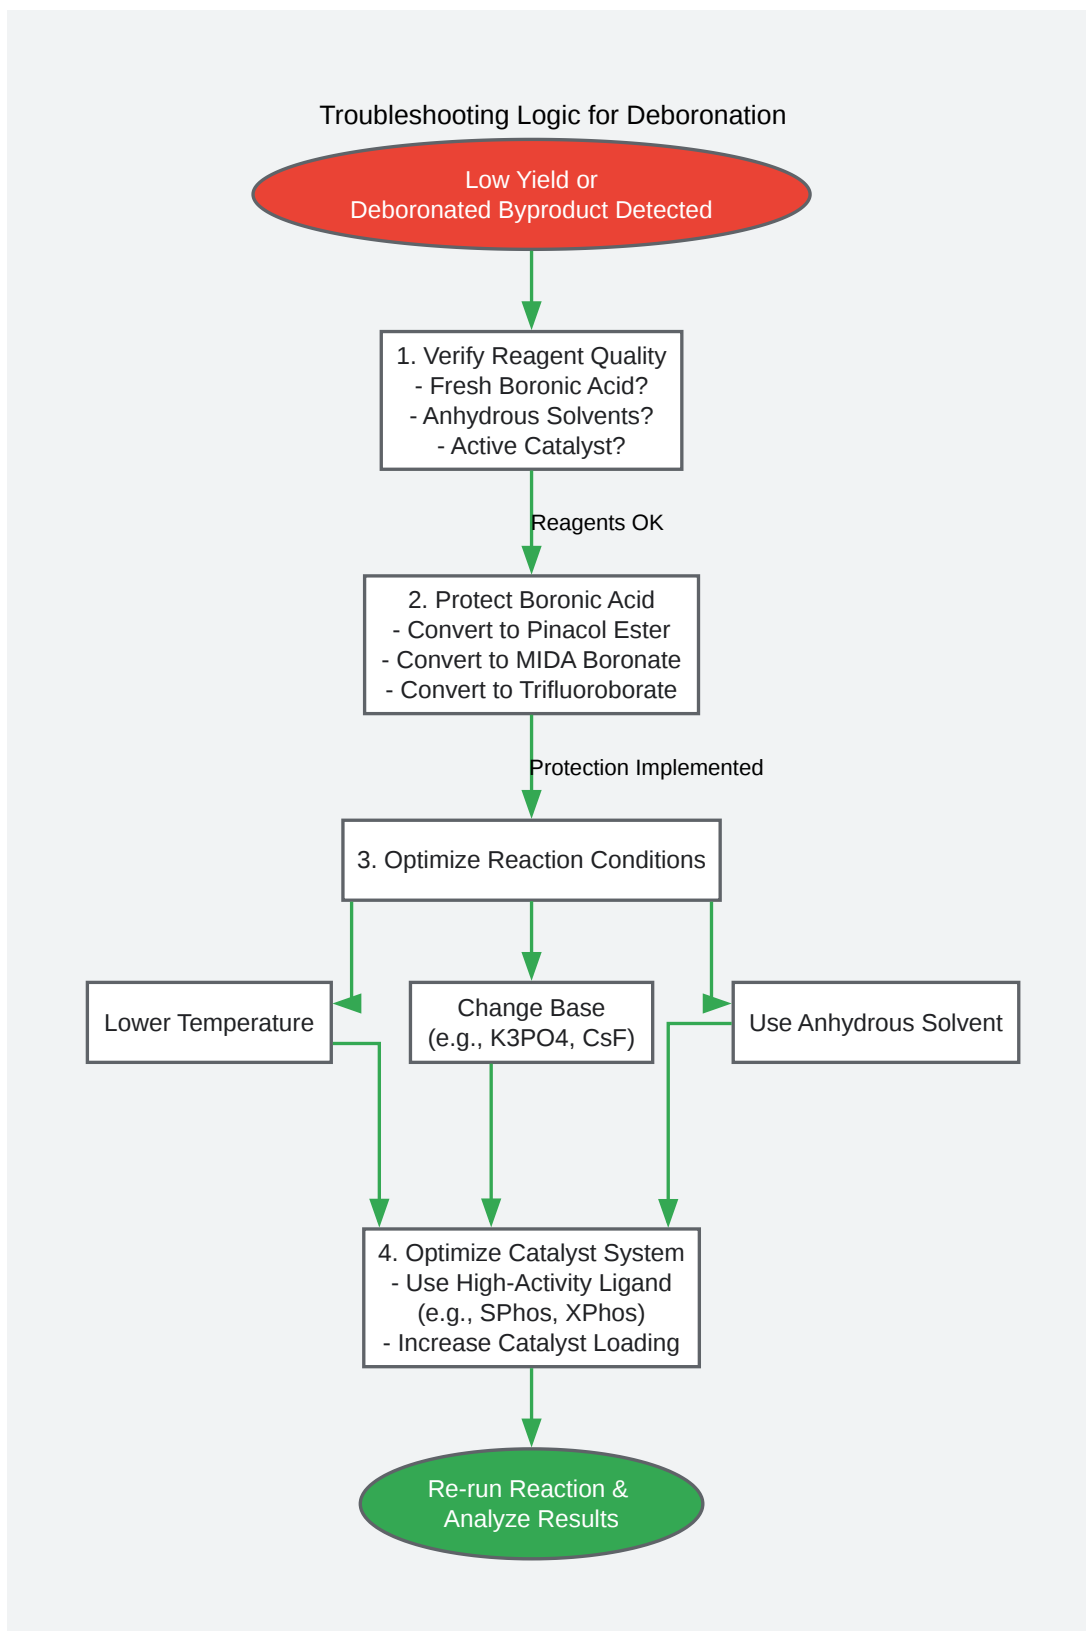 Troubleshooting Logic for Deboronation
Low Yield or
Deboronated Byproduct Detected
1. Verify Reagent Quality
- Fresh Boronic Acid?
- Anhydrous Solvents?
- Active Catalyst?
Reagents OK
2. Protect Boronic Acid
- Convert to Pinacol Ester
- Convert to MIDA Boronate
- Convert to Trifluoroborate
Protection Implemented
3. Optimize Reaction Conditions
Lower Temperature
Change Base
(e.g., K3PO4, CsF)
Use Anhydrous Solvent
4. Optimize Catalyst System
- Use High-Activity Ligand
(e.g., SPhos, XPhos)
- Increase Catalyst Loading
Re-run Reaction &
Analyze Results